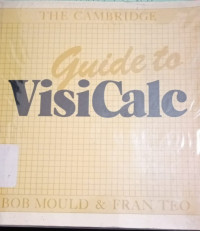 THE CAMBRIDGE
Guide to
VisiCalc
BOB MOULD & FRAN TEO